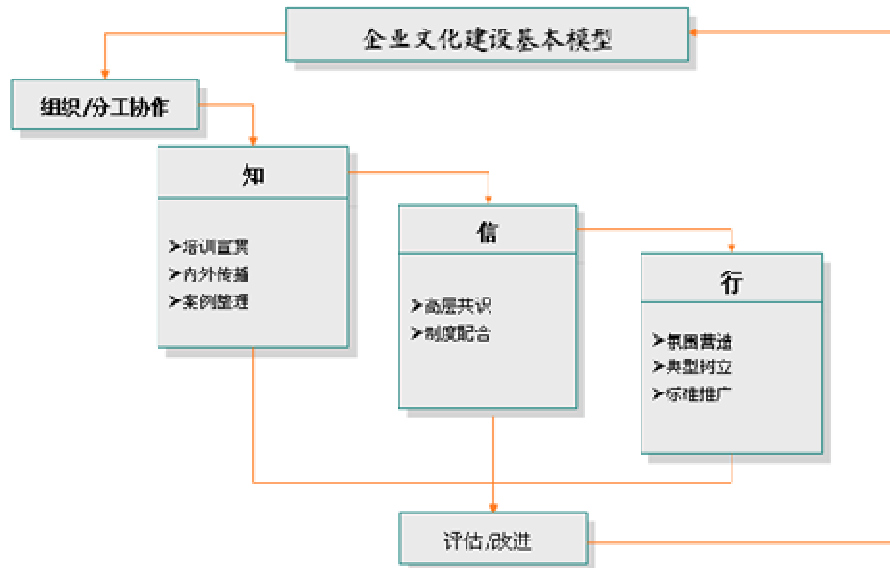 企业文化建设基本模型
组织/分工协作
知
➢培训宣贯
➢内外传播
➢案例整理
信
➢高层共识
➢制度配合
行
➢氛围营造
➢典型树立
➢标准推广
评估/改进